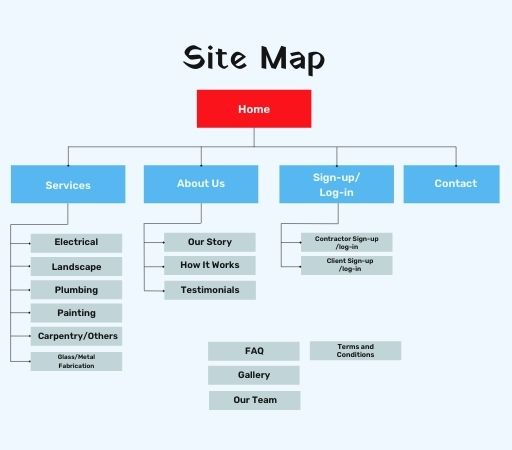 Site Map
Home
Services
About Us
Sign-up/
Log-in
Contact
Electrical
Landscape
Plumbing
Painting
Carpentry/Others
Glass/Metal
Fabrication
Our Story
How It Works
Testimonials
Contractor Sign-up
/log-in
Client Sign-up
/log-in
FAQ
Gallery
Our Team
Terms and
Conditions